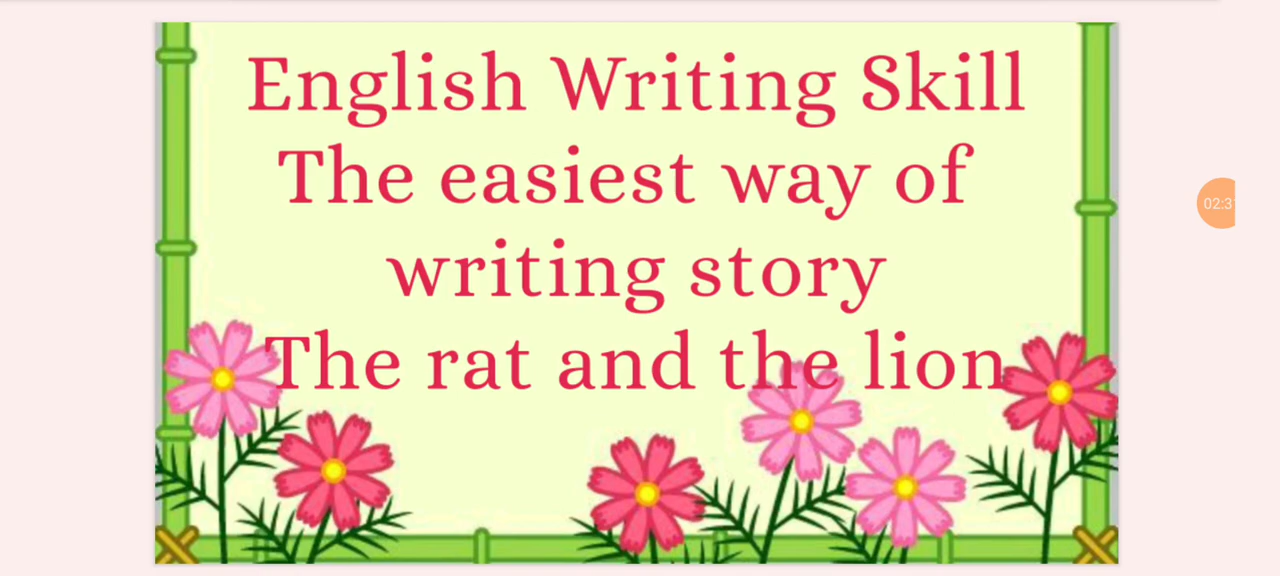 English Writing Skill
The easiest way of
writing story
The rat and the lion